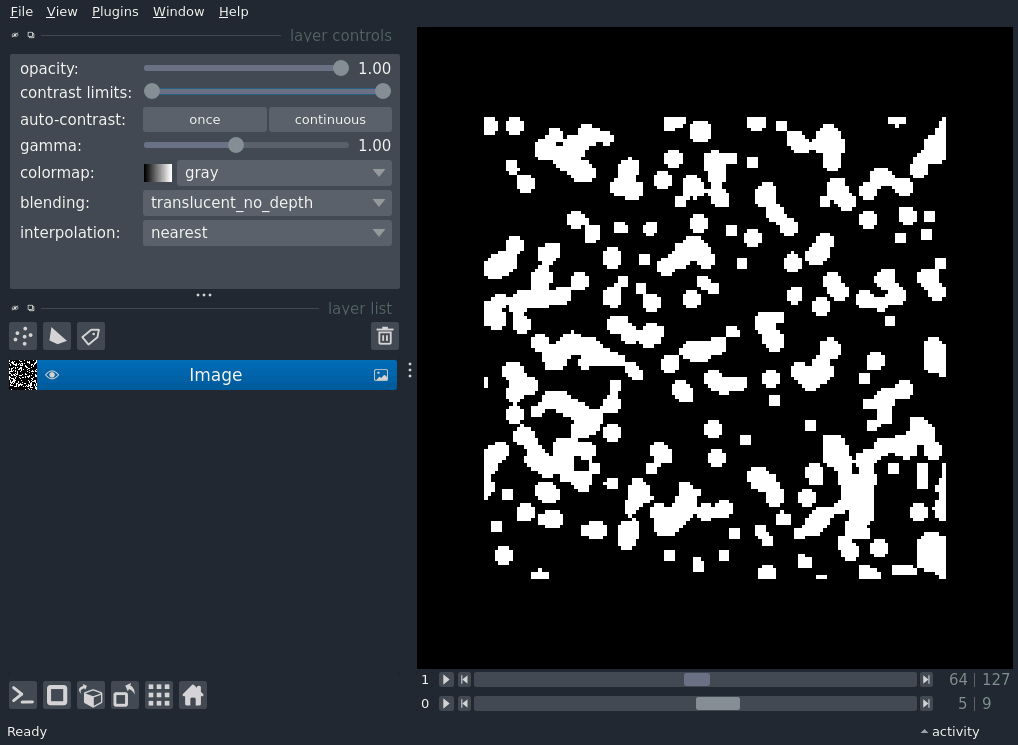 File View Plugins Window Help
layer controls
opacity: 1.00
contrast limits:
auto-contrast: once continuous
gamma: 1.00
colormap: gray
blending: translucent_no_depth
interpolation: nearest
layer list
Image
1 64 | 127
0 5 | 9
Ready activity